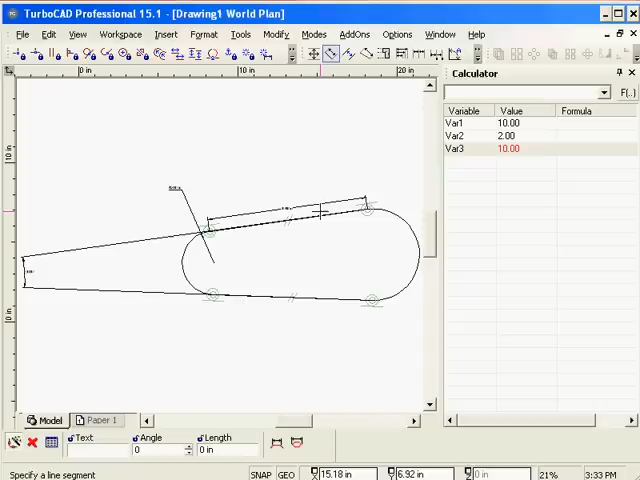 TurboCAD Professional 15.1 - [Drawing1 World Plan]
File Edit View Workspace Insert Format Tools Modify Modes AddOns Options Window Help
0 in 10 in 20 in
Calculator
F(..)
Variable Value Formula
Var1 10.00
Var2 2.00
Var3 10.00
10 in
0 in
Model Paper 1
Text Angle Length
0 0 in
Specify a line segment SNAP GEO 15.18 in 6.92 in 0 in 21% 3:33 PM